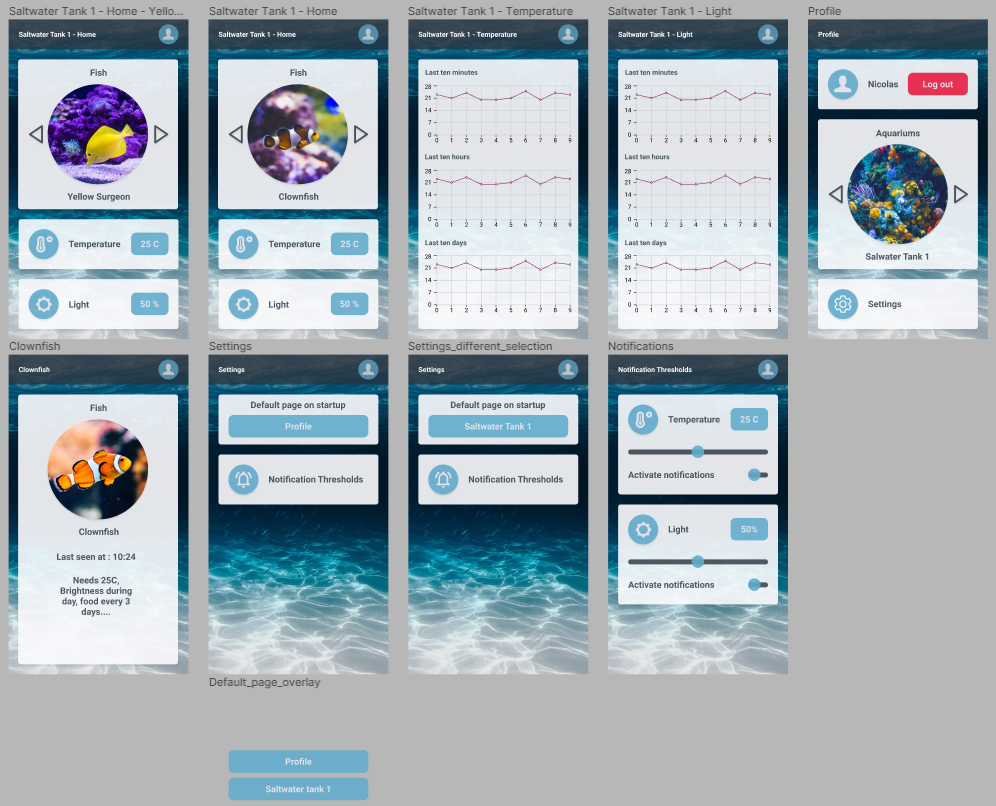 Saltwater Tank 1 - Home - Yello...
Saltwater Tank 1 - Home
Fish
Yellow Surgeon
Temperature
25 C
Light
50 %
Saltwater Tank 1 - Home
Saltwater Tank 1 - Home
Fish
Clownfish
Temperature
25 C
Light
50 %
Saltwater Tank 1 - Temperature
Saltwater Tank 1 - Temperature
Last ten minutes
28
21
14
7
0
0 1 2 3 4 5 6 7 8 9
Last ten hours
28
21
14
7
0
0 1 2 3 4 5 6 7 8 9
Last ten days
28
21
14
7
0
0 1 2 3 4 5 6 7 8 9
Saltwater Tank 1 - Light
Saltwater Tank 1 - Light
Last ten minutes
28
21
14
7
0
0 1 2 3 4 5 6 7 8 9
Last ten hours
28
21
14
7
0
0 1 2 3 4 5 6 7 8 9
Last ten days
28
21
14
7
0
0 1 2 3 4 5 6 7 8 9
Profile
Profile
Nicolas
Log out
Aquariums
Salwater Tank 1
Settings
Clownfish
Clownfish
Fish
Clownfish
Last seen at : 10:24
Needs 25C,
Brightness during
day, food every 3
days....
Settings
Settings
Default page on startup
Profile
Notification Thresholds
Settings_different_selection
Settings
Default page on startup
Saltwater Tank 1
Notification Thresholds
Notifications
Notification Thresholds
Temperature
25 C
Activate notifications
Light
50%
Activate notifications
Default_page_overlay
Profile
Saltwater tank 1